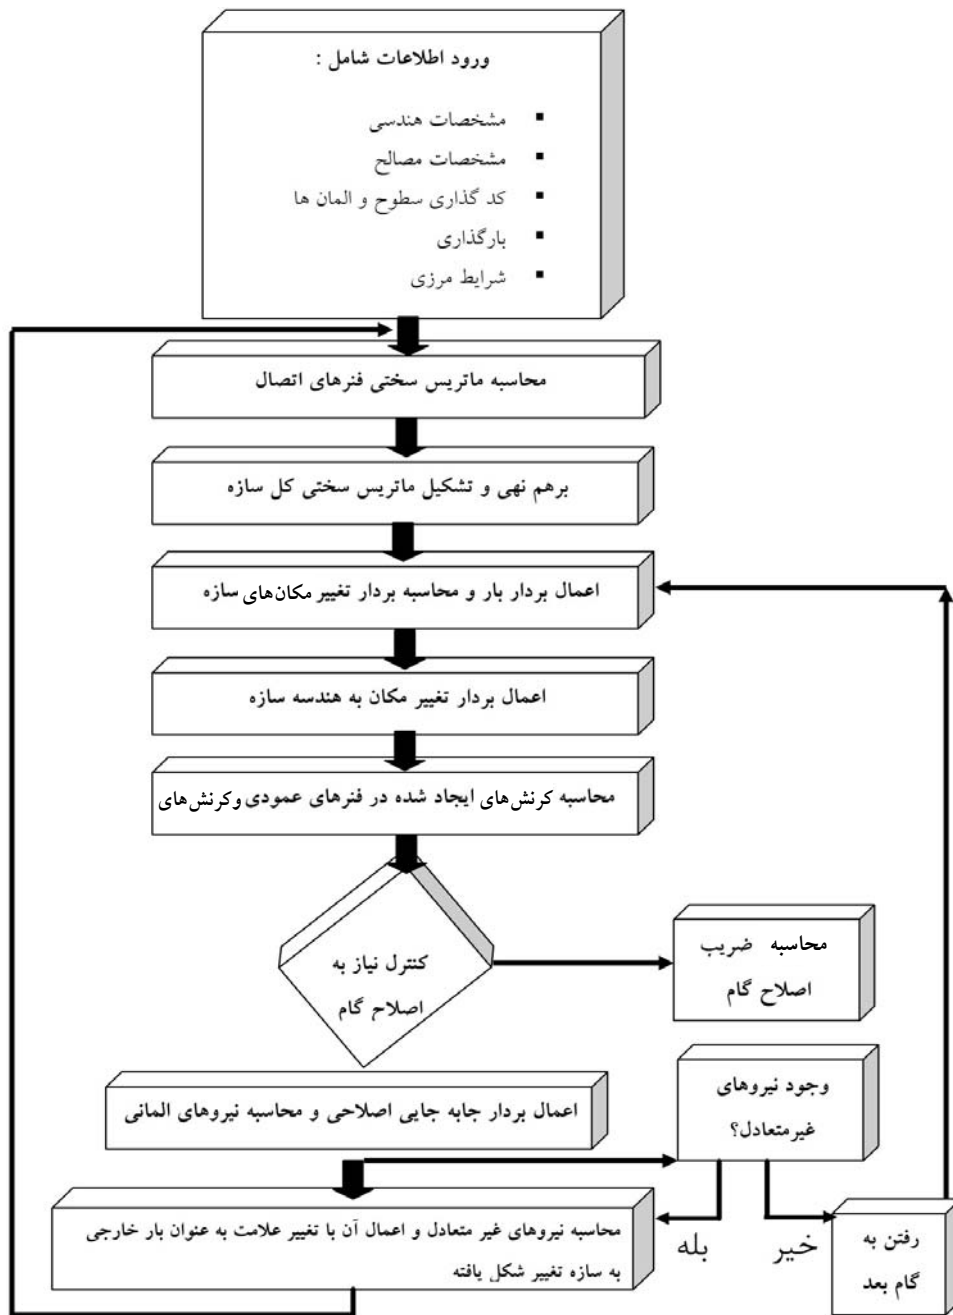 ورود اطلاعات شامل :
▪ مشخصات هندسی
▪ مشخصات مصالح
▪ کد گذاری سطوح و المان ها
▪ بارگذاری
▪ شرایط مرزی
محاسبه ماتریس سختی فنرهای اتصال
برهم نهی و تشکیل ماتریس سختی کل سازه
اعمال بردار بار و محاسبه بردار تغییر مکان‌های سازه
اعمال بردار تغییر مکان به هندسه سازه
محاسبه کرنش‌های ایجاد شده در فنرهای عمودی وکرنش‌های
کنترل نیاز به
اصلاح گام
محاسبه ضریب
اصلاح گام
اعمال بردار جابه جایی اصلاحی و محاسبه نیروهای المانی
وجود نیروهای
غیرمتعادل؟
بله
خیر
محاسبه نیروهای غیر متعادل و اعمال آن با تغییر علامت به عنوان بار خارجی
به سازه تغییر شکل یافته
رفتن به
گام بعد